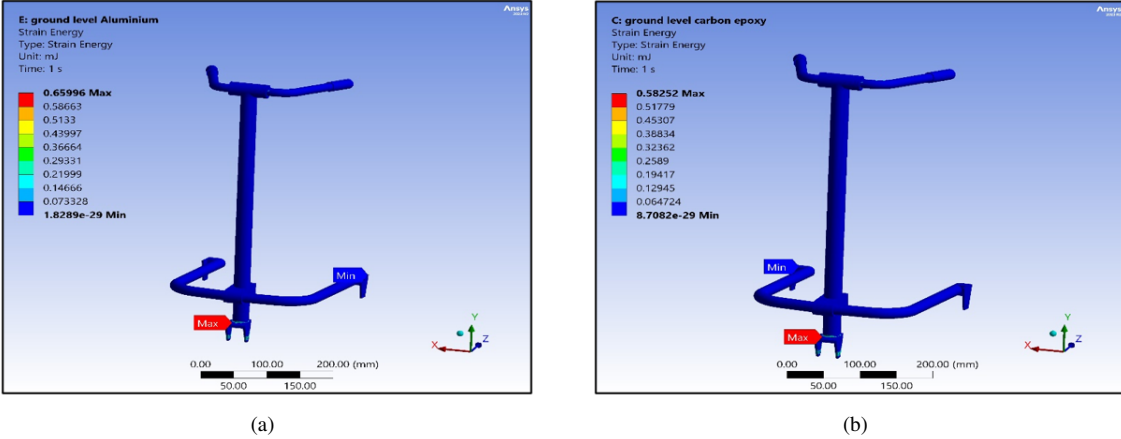 Ansys
E: ground level Aluminium
Strain Energy
Type: Strain Energy
Unit: mJ
Time: 1 s
0.65996 Max
0.58663
0.5133
0.43997
0.36664
0.29331
0.21999
0.14666
0.073328
1.8289e-29 Min
Min
Max
Y
X
Z
0.00 100.00 200.00 (mm)
50.00 150.00
(a)
Ansys
C: ground level carbon epoxy
Strain Energy
Type: Strain Energy
Unit: mJ
Time: 1 s
0.58252 Max
0.51779
0.45307
0.38834
0.32362
0.2589
0.19417
0.12945
0.064724
8.7082e-29 Min
Min
Max
Y
X
Z
0.00 100.00 200.00 (mm)
50.00 150.00
(b)